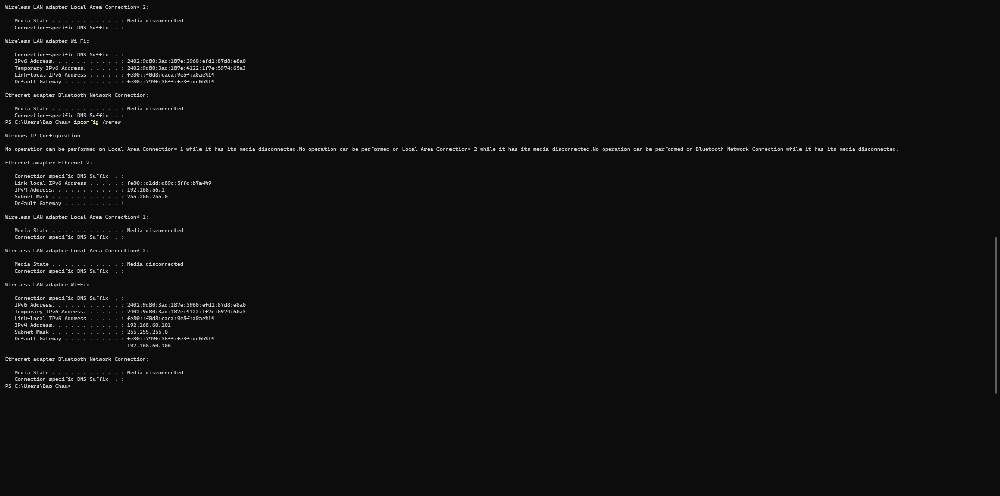 Wireless LAN adapter Local Area Connection* 2:
Media State . . . . . . . . . . . : Media disconnected
Connection-specific DNS Suffix  . :
Wireless LAN adapter Wi-Fi:
Connection-specific DNS Suffix  . :
IPv6 Address. . . . . . . . . . . : 2402:9d80:3ad:187e:3960:efd1:87d8:e8a0
Temporary IPv6 Address. . . . . . : 2402:9d80:3ad:187e:4122:1f7e:5974:65a3
Link-local IPv6 Address . . . . . : fe80::f0d8:caca:9c5f:a0ae%14
Default Gateway . . . . . . . . . : fe80::749f:35ff:fe3f:de5b%14
Ethernet adapter Bluetooth Network Connection:
Media State . . . . . . . . . . . : Media disconnected
Connection-specific DNS Suffix  . :
PS C:\Users\Bao Chau> ipconfig /renew
Windows IP Configuration
No operation can be performed on Local Area Connection* 1 while it has its media disconnected.No operation can be performed on Local Area Connection* 2 while it has its media disconnected.No operation can be performed on Bluetooth Network Connection while it has its media disconnected.
Ethernet adapter Ethernet 2:
Connection-specific DNS Suffix  . :
Link-local IPv6 Address . . . . . : fe80::c1dd:d89c:5ffd:b7a4%9
IPv4 Address. . . . . . . . . . . : 192.168.56.1
Subnet Mask . . . . . . . . . . . : 255.255.255.0
Default Gateway . . . . . . . . . :
Wireless LAN adapter Local Area Connection* 1:
Media State . . . . . . . . . . . : Media disconnected
Connection-specific DNS Suffix  . :
Wireless LAN adapter Local Area Connection* 2:
Media State . . . . . . . . . . . : Media disconnected
Connection-specific DNS Suffix  . :
Wireless LAN adapter Wi-Fi:
Connection-specific DNS Suffix  . :
IPv6 Address. . . . . . . . . . . : 2402:9d80:3ad:187e:3960:efd1:87d8:e8a0
Temporary IPv6 Address. . . . . . : 2402:9d80:3ad:187e:4122:1f7e:5974:65a3
Link-local IPv6 Address . . . . . : fe80::f0d8:caca:9c5f:a0ae%14
IPv4 Address. . . . . . . . . . . : 192.168.60.101
Subnet Mask . . . . . . . . . . . : 255.255.255.0
Default Gateway . . . . . . . . . : fe80::749f:35ff:fe3f:de5b%14
192.168.60.106
Ethernet adapter Bluetooth Network Connection:
Media State . . . . . . . . . . . : Media disconnected
Connection-specific DNS Suffix  . :
PS C:\Users\Bao Chau>